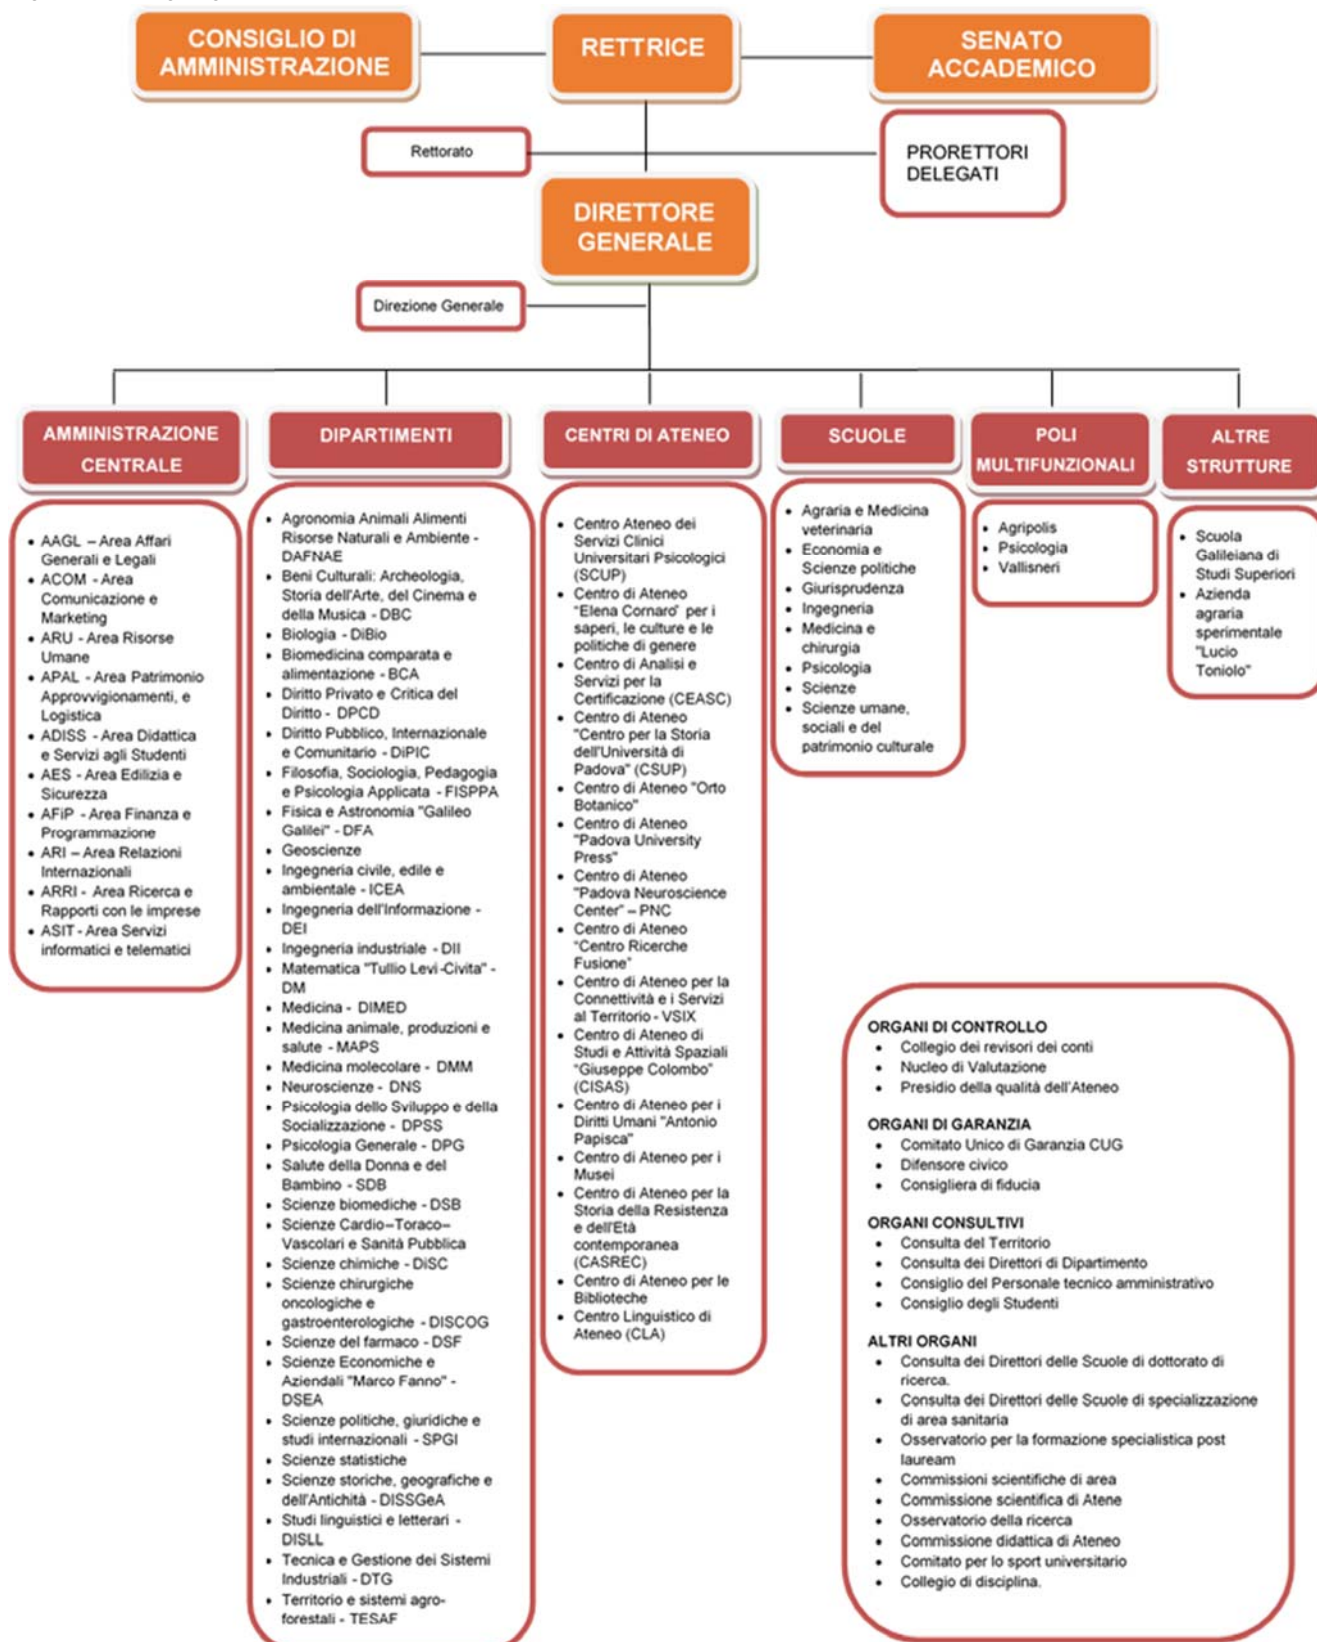 CONSIGLIO DI
AMMINISTRAZIONE
RETTRICE
SENATO
ACCADEMICO
Rettorato
PRORETTORI
DELEGATI
DIRETTORE
GENERALE
Direzione Generale
AMMINISTRAZIONE
CENTRALE
• AAGL – Area Affari
Generali e Legali
• ACOM - Area
Comunicazione e
Marketing
• ARU - Area Risorse
Umane
• APAL - Area Patrimonio
Approvvigionamenti, e
Logistica
• ADISS - Area Didattica
e Servizi agli Studenti
• AES - Area Edilizia e
Sicurezza
• AFiP - Area Finanza e
Programmazione
• ARI – Area Relazioni
Internazionali
• ARRI - Area Ricerca e
Rapporti con le imprese
• ASIT - Area Servizi
informatici e telematici
DIPARTIMENTI
• Agronomia Animali Alimenti
Risorse Naturali e Ambiente -
DAFNAE
• Beni Culturali: Archeologia,
Storia dell'Arte, del Cinema e
della Musica - DBC
• Biologia - DiBio
• Biomedicina comparata e
alimentazione - BCA
• Diritto Privato e Critica del
Diritto - DPCD
• Diritto Pubblico, Internazionale
e Comunitario - DiPIC
• Filosofia, Sociologia, Pedagogia
e Psicologia Applicata - FISPPA
• Fisica e Astronomia "Galileo
Galilei" - DFA
• Geoscienze
• Ingegneria civile, edile e
ambientale - ICEA
• Ingegneria dell'Informazione -
DEI
• Ingegneria industriale - DII
• Matematica "Tullio Levi-Civita" -
DM
• Medicina - DIMED
• Medicina animale, produzioni e
salute - MAPS
• Medicina molecolare - DMM
• Neuroscienze - DNS
• Psicologia dello Sviluppo e della
Socializzazione - DPSS
• Psicologia Generale - DPG
• Salute della Donna e del
Bambino - SDB
• Scienze biomediche - DSB
• Scienze Cardio–Toraco–
Vascolari e Sanità Pubblica
• Scienze chimiche - DiSC
• Scienze chirurgiche
oncologiche e
gastroenterologiche - DISCOG
• Scienze del farmaco - DSF
• Scienze Economiche e
Aziendali "Marco Fanno" -
DSEA
• Scienze politiche, giuridiche e
studi internazionali - SPGI
• Scienze statistiche
• Scienze storiche, geografiche e
dell'Antichità - DISSGeA
• Studi linguistici e letterari -
DISLL
• Tecnica e Gestione dei Sistemi
Industriali - DTG
• Territorio e sistemi agro-
forestali - TESAF
CENTRI DI ATENEO
• Centro Ateneo dei
Servizi Clinici
Universitari Psicologici
(SCUP)
• Centro di Ateneo
"Elena Cornaro" per i
saperi, le culture e le
politiche di genere
• Centro di Analisi e
Servizi per la
Certificazione (CEASC)
• Centro di Ateneo
"Centro per la Storia
dell'Università di
Padova" (CSUP)
• Centro di Ateneo "Orto
Botanico"
• Centro di Ateneo
"Padova University
Press"
• Centro di Ateneo
"Padova Neuroscience
Center" – PNC
• Centro di Ateneo
"Centro Ricerche
Fusione"
• Centro di Ateneo per la
Connettività e i Servizi
al Territorio - VSIX
• Centro di Ateneo di
Studi e Attività Spaziali
"Giuseppe Colombo"
(CISAS)
• Centro di Ateneo per i
Diritti Umani "Antonio
Papisca"
• Centro di Ateneo per i
Musei
• Centro di Ateneo per la
Storia della Resistenza
e dell'Età
contemporanea
(CASREC)
• Centro di Ateneo per le
Biblioteche
• Centro Linguistico di
Ateneo (CLA)
SCUOLE
• Agraria e Medicina
veterinaria
• Economia e
Scienze politiche
• Giurisprudenza
• Ingegneria
• Medicina e
chirurgia
• Psicologia
• Scienze
• Scienze umane,
sociali e del
patrimonio culturale
POLI
MULTIFUNZIONALI
• Agripolis
• Psicologia
• Vallisneri
ALTRE
STRUTTURE
• Scuola
Galileiana di
Studi Superiori
• Azienda
agraria
sperimentale
"Lucio
Toniolo"
ORGANI DI CONTROLLO
• Collegio dei revisori dei conti
• Nucleo di Valutazione
• Presidio della qualità dell'Ateneo
ORGANI DI GARANZIA
• Comitato Unico di Garanzia CUG
• Difensore civico
• Consigliera di fiducia
ORGANI CONSULTIVI
• Consulta del Territorio
• Consulta dei Direttori di Dipartimento
• Consiglio del Personale tecnico amministrativo
• Consiglio degli Studenti
ALTRI ORGANI
• Consulta dei Direttori delle Scuole di dottorato di
ricerca.
• Consulta dei Direttori delle Scuole di specializzazione
di area sanitaria
• Osservatorio per la formazione specialistica post
lauream
• Commissioni scientifiche di area
• Commissione scientifica di Atene
• Osservatorio della ricerca
• Commissione didattica di Ateneo
• Comitato per lo sport universitario
• Collegio di disciplina.